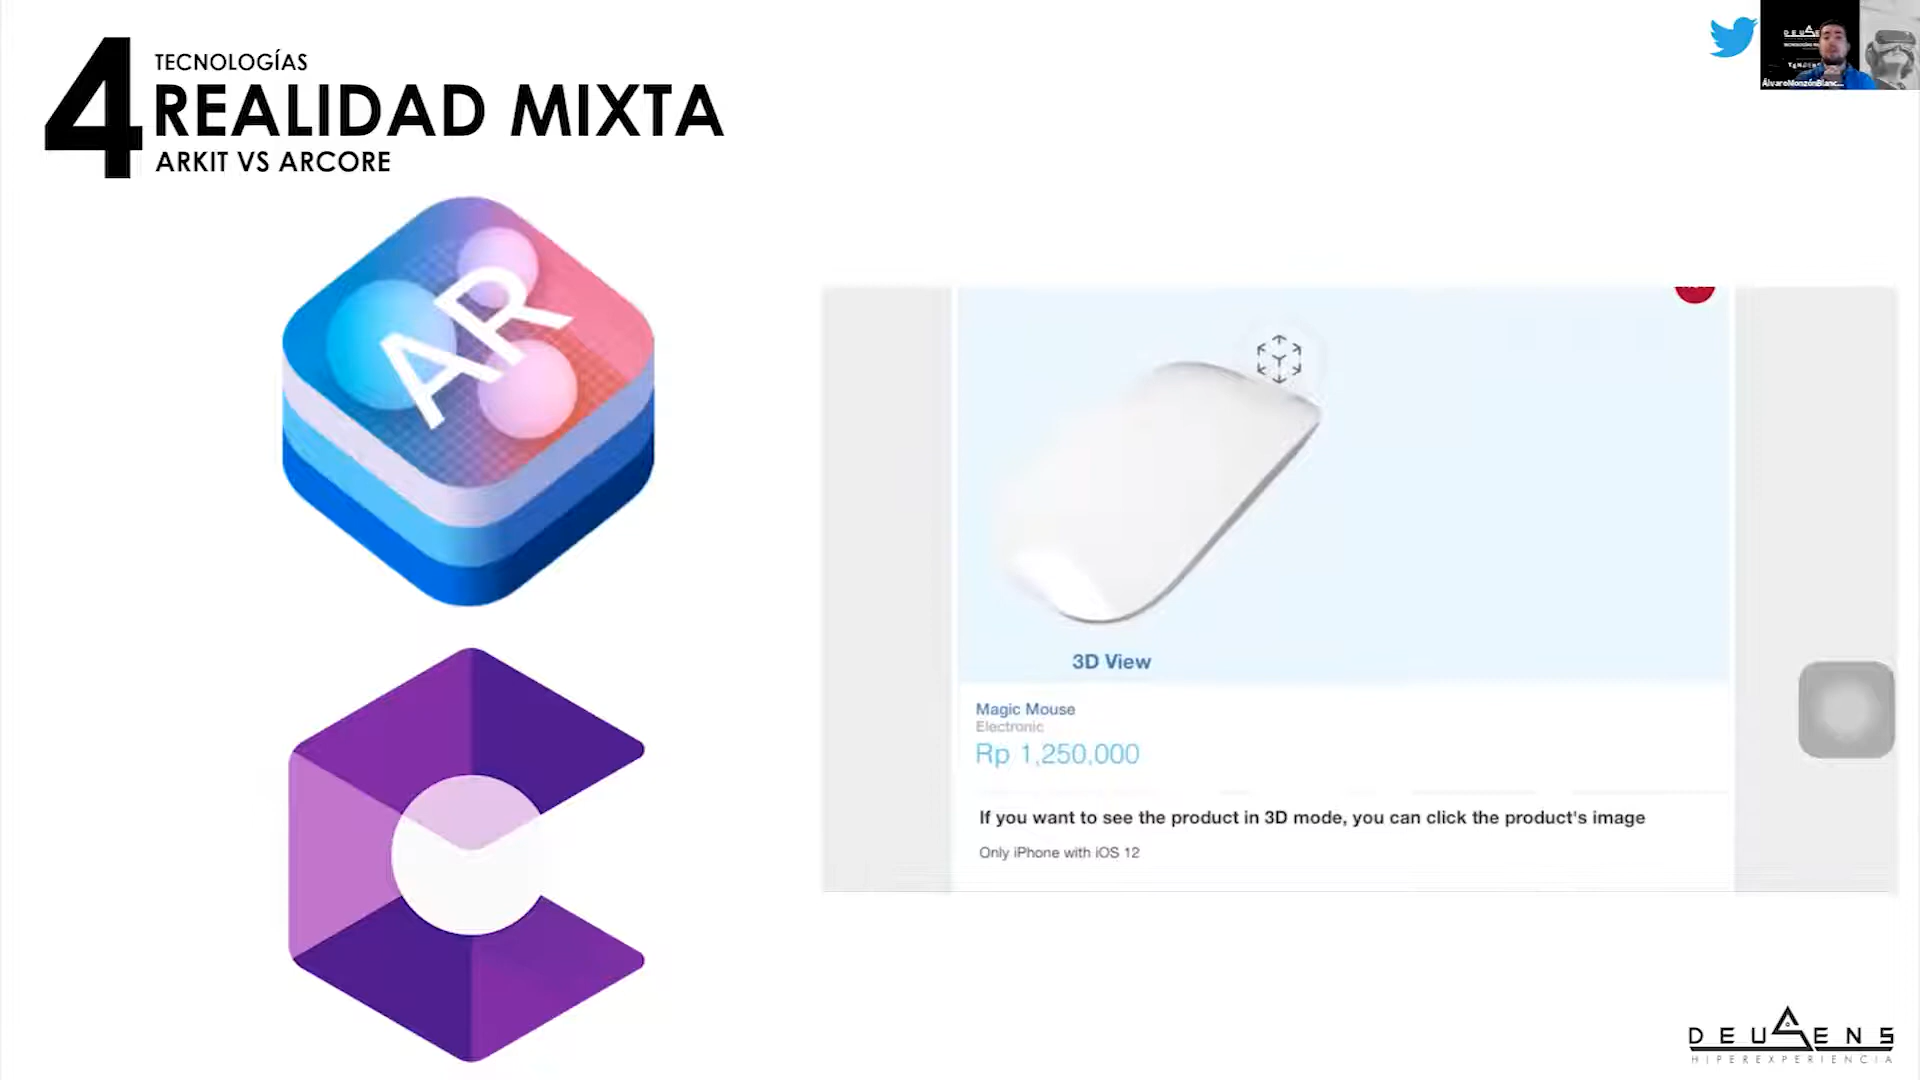 4
TECNOLOGÍAS
REALIDAD MIXTA
ARKIT VS ARCORE
AR
3D View
Magic Mouse
Electronic
Rp 1,250,000
If you want to see the product in 3D mode, you can click the product's image
Only iPhone with iOS 12
ÁlvaroMonzónBlanc...
DEUSENS
HIPEREXPERIENCIA